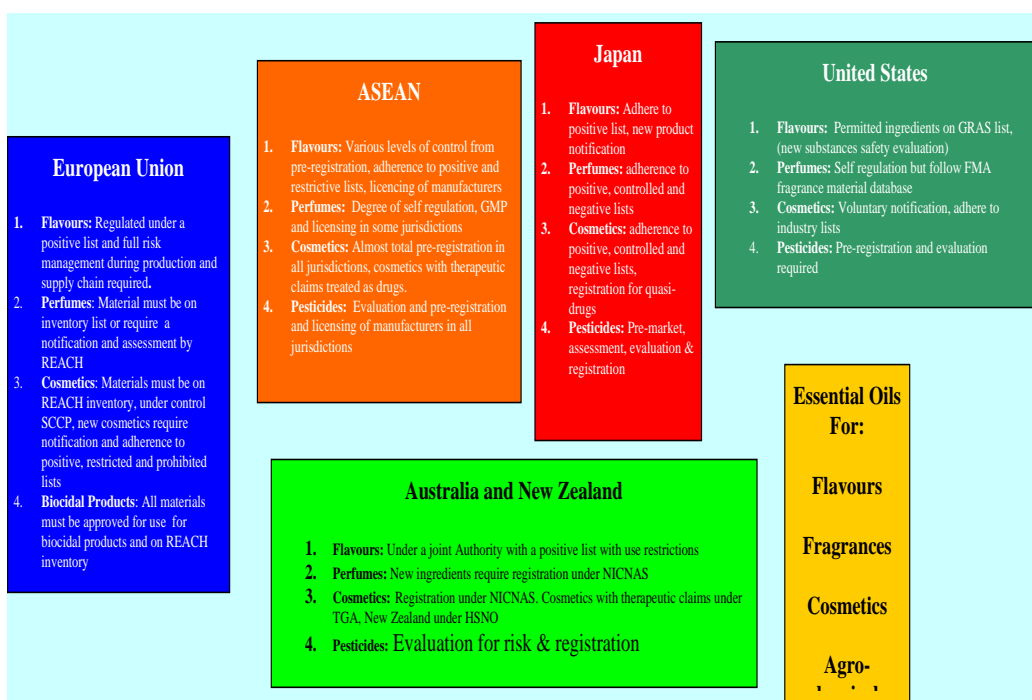 European Union
1. Flavours: Regulated under a
positive list and full risk
management during production and
supply chain required.
2. Perfumes: Material must be on
inventory list or require a
notification and assessment by
REACH
3. Cosmetics: Materials must be on
REACH inventory, under control
SCCP, new cosmetics require
notification and adherence to
positive, restricted and prohibited
lists
4. Biocidal Products: All materials
must be approved for use for
biocidal products and on REACH
inventory
ASEAN
1. Flavours: Various levels of control from
pre-registration, adherence to positive and
restrictive lists, licencing of manufacturers
2. Perfumes: Degree of self regulation, GMP
and licensing in some jurisdictions
3. Cosmetics: Almost total pre-registration in
all jurisdictions, cosmetics with therapeutic
claims treated as drugs.
4. Pesticides: Evaluation and pre-registration
and licensing of manufacturers in all
jurisdictions
Japan
1. Flavours: Adhere to
positive list, new product
notification
2. Perfumes: adherence to
positive, controlled and
negative lists
3. Cosmetics: adherence to
positive, controlled and
negative lists,
registration for quasi-
drugs
4. Pesticides: Pre-market,
assessment, evaluation &
registration
United States
1. Flavours: Permitted ingredients on GRAS list,
(new substances safety evaluation)
2. Perfumes: Self regulation but follow FMA
fragrance material database
3. Cosmetics: Voluntary notification, adhere to
industry lists
4. Pesticides: Pre-registration and evaluation
required
Australia and New Zealand
1. Flavours: Under a joint Authority with a positive list with use restrictions
2. Perfumes: New ingredients require registration under NICNAS
3. Cosmetics: Registration under NICNAS. Cosmetics with therapeutic claims under
TGA, New Zealand under HSNO
4. Pesticides: Evaluation for risk & registration
Essential Oils
For:
Flavours
Fragrances
Cosmetics
Agro-